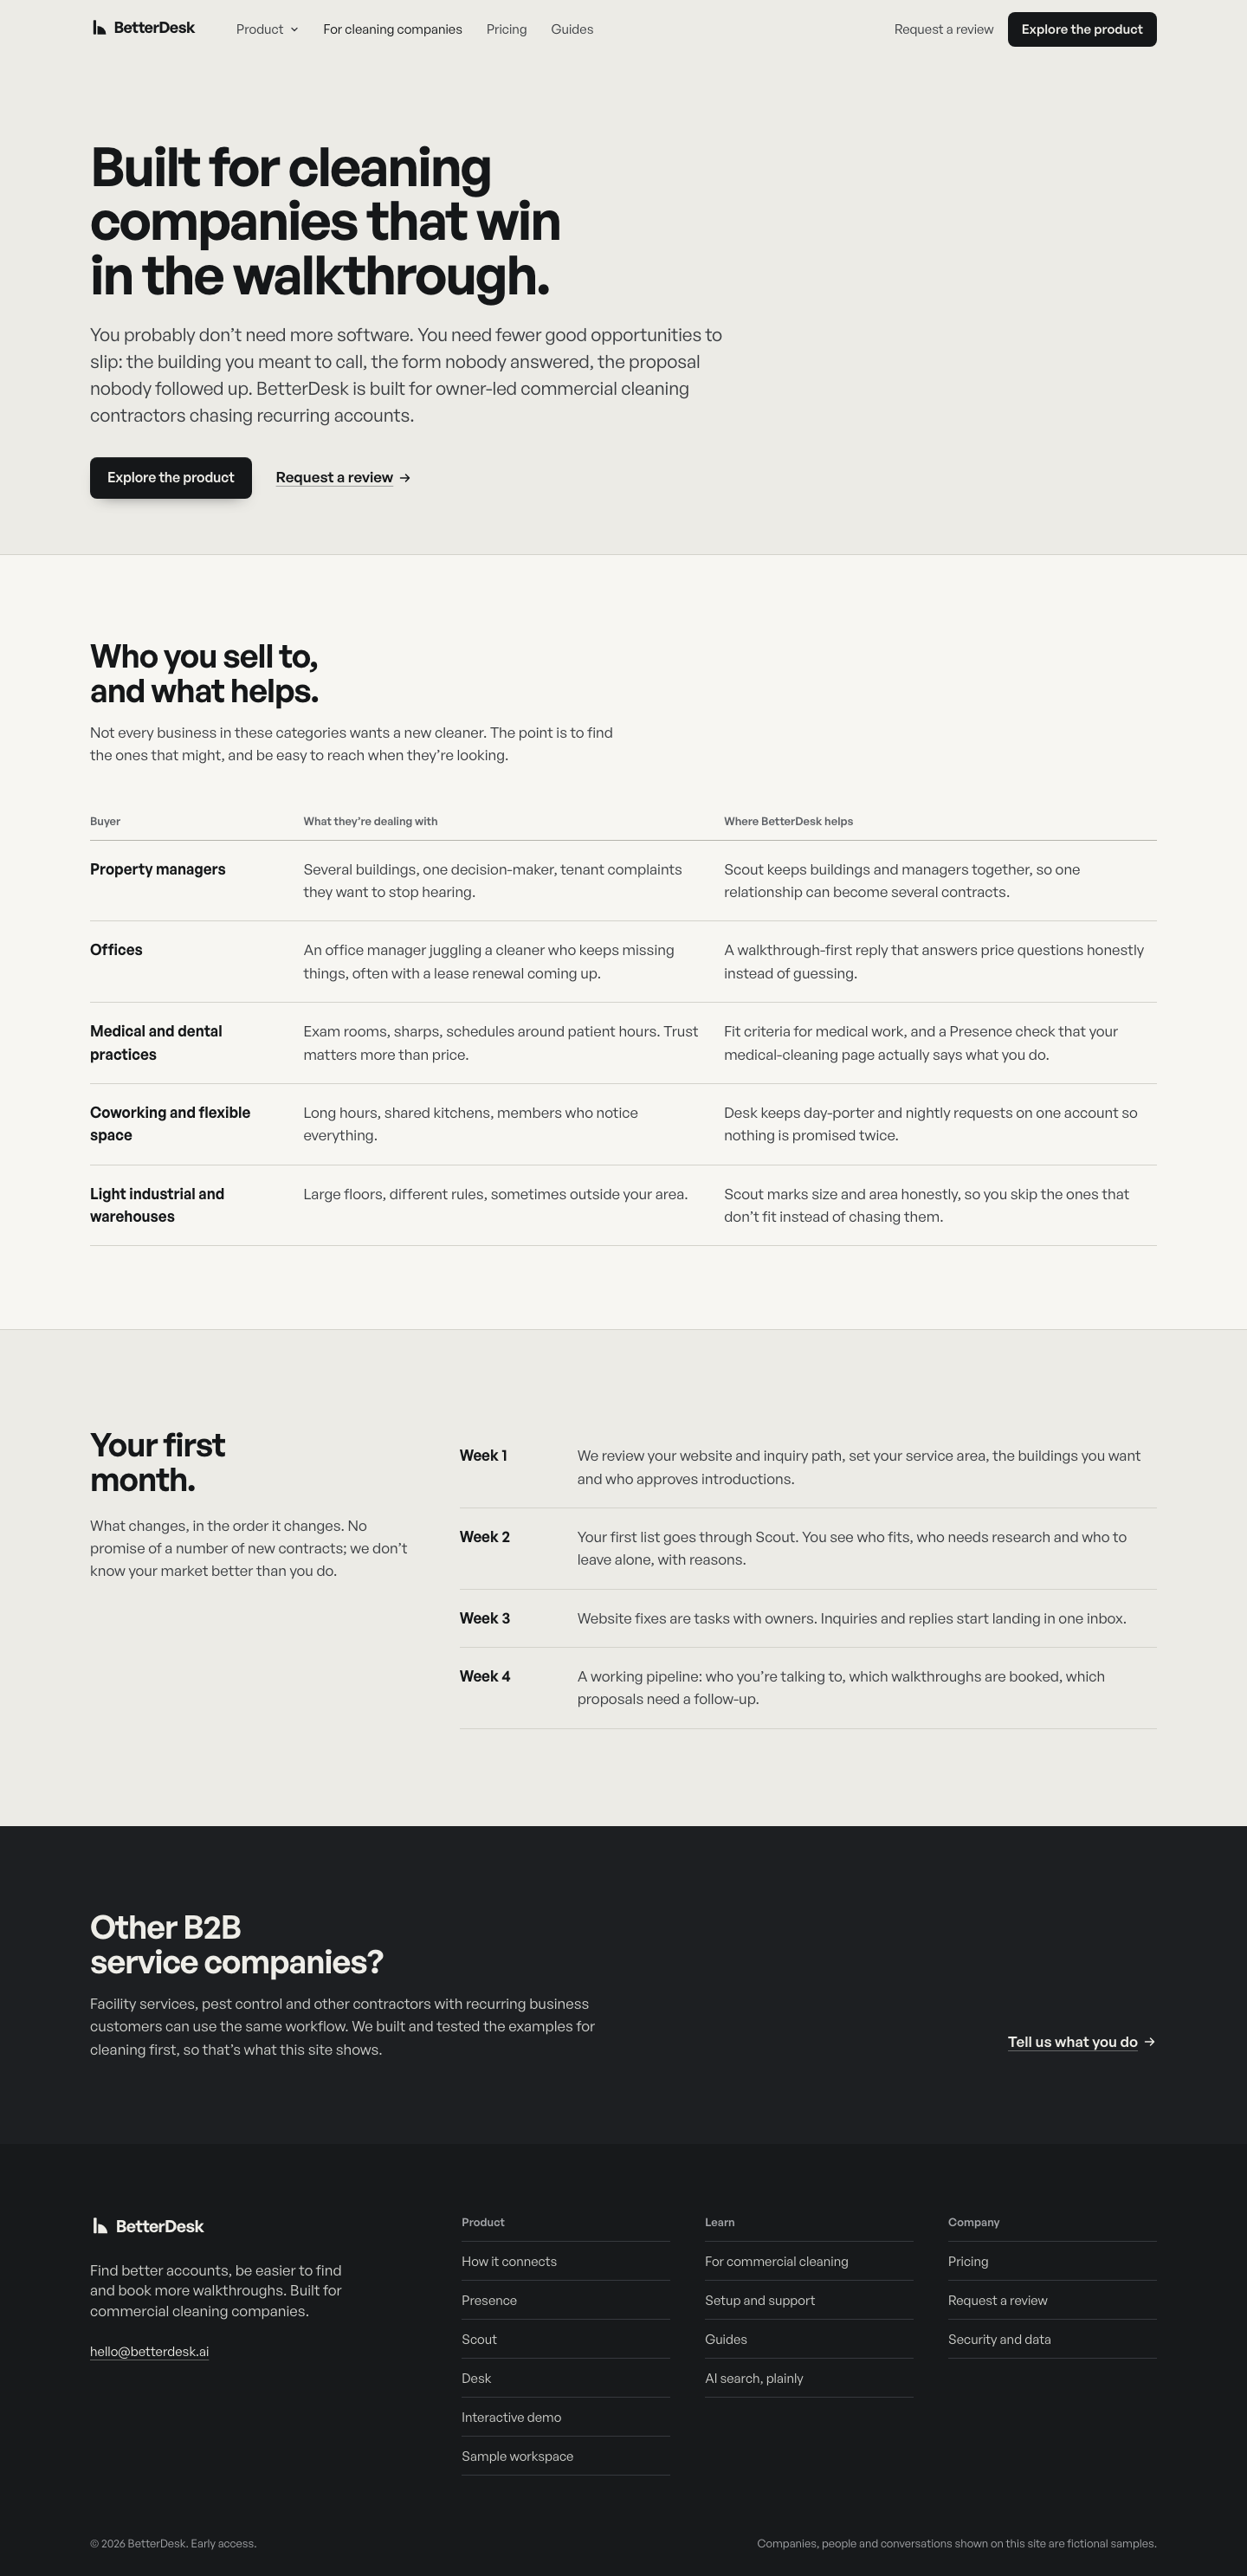 BetterDesk
Product
For cleaning companies
Pricing
Guides
Request a review
Explore the product
Built for cleaning
companies that win
in the walkthrough.
You probably don’t need more software. You need fewer good opportunities to
slip: the building you meant to call, the form nobody answered, the proposal
nobody followed up. BetterDesk is built for owner-led commercial cleaning
contractors chasing recurring accounts.
Explore the product
Request a review →
Who you sell to,
and what helps.
Not every business in these categories wants a new cleaner. The point is to find
the ones that might, and be easy to reach when they’re looking.
Buyer
What they’re dealing with
Where BetterDesk helps
Property managers
Several buildings, one decision-maker, tenant complaints
they want to stop hearing.
Scout keeps buildings and managers together, so one
relationship can become several contracts.
Offices
An office manager juggling a cleaner who keeps missing
things, often with a lease renewal coming up.
A walkthrough-first reply that answers price questions honestly
instead of guessing.
Medical and dental
practices
Exam rooms, sharps, schedules around patient hours. Trust
matters more than price.
Fit criteria for medical work, and a Presence check that your
medical-cleaning page actually says what you do.
Coworking and flexible
space
Long hours, shared kitchens, members who notice
everything.
Desk keeps day-porter and nightly requests on one account so
nothing is promised twice.
Light industrial and
warehouses
Large floors, different rules, sometimes outside your area.
Scout marks size and area honestly, so you skip the ones that
don’t fit instead of chasing them.
Your first
month.
What changes, in the order it changes. No
promise of a number of new contracts; we don’t
know your market better than you do.
Week 1
We review your website and inquiry path, set your service area, the buildings you want
and who approves introductions.
Week 2
Your first list goes through Scout. You see who fits, who needs research and who to
leave alone, with reasons.
Week 3
Website fixes are tasks with owners. Inquiries and replies start landing in one inbox.
Week 4
A working pipeline: who you’re talking to, which walkthroughs are booked, which
proposals need a follow-up.
Other B2B
service companies?
Facility services, pest control and other contractors with recurring business
customers can use the same workflow. We built and tested the examples for
cleaning first, so that’s what this site shows.
Tell us what you do →
BetterDesk
Find better accounts, be easier to find
and book more walkthroughs. Built for
commercial cleaning companies.
hello@betterdesk.ai
Product
How it connects
Presence
Scout
Desk
Interactive demo
Sample workspace
Learn
For commercial cleaning
Setup and support
Guides
AI search, plainly
Company
Pricing
Request a review
Security and data
© 2026 BetterDesk. Early access.
Companies, people and conversations shown on this site are fictional samples.